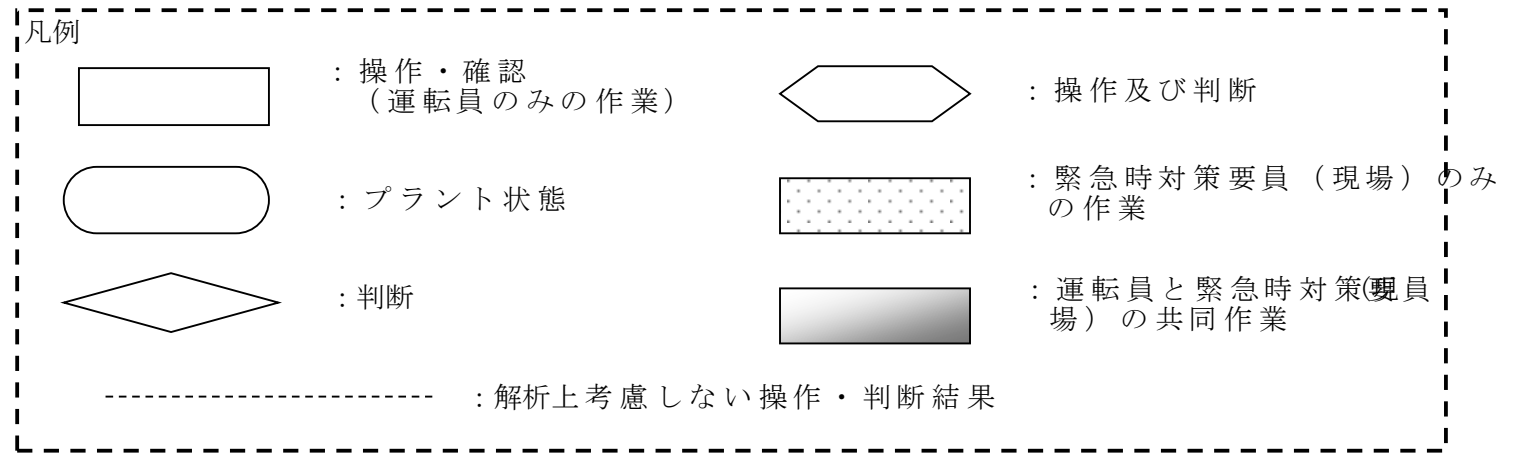 凡例
：操作・確認
（運転員のみの作業）
：プラント状態
：判断
：操作及び判断
：緊急時対策要員（現場）のみ
の作業
：運転員と緊急時対策要員（現
場）の共同作業
：解析上考慮しない操作・判断結果